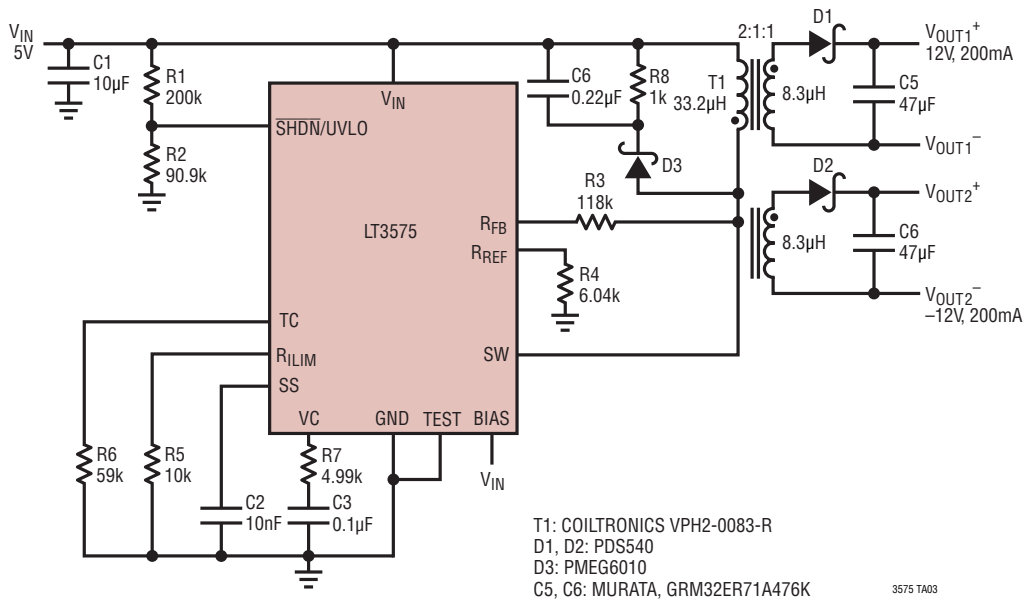 VIN
5V
C1
10µF
R1
200k
R2
90.9k
VIN
SHDN/UVLO
LT3575
RFB
RREF
SW
TC
RILIM
SS
VC
GND
TEST
BIAS
VIN
C6
0.22µF
R8
1k
D3
R3
118k
R4
6.04k
T1
33.2µH
2:1:1
8.3µH
D1
VOUT1+
12V, 200mA
C5
47µF
VOUT1–
D2
8.3µH
VOUT2+
C6
47µF
VOUT2–
–12V, 200mA
R6
59k
R5
10k
C2
10nF
R7
4.99k
C3
0.1µF
T1: COILTRONICS VPH2-0083-R
D1, D2: PDS540
D3: PMEG6010
C5, C6: MURATA, GRM32ER71A476K
3575 TA03